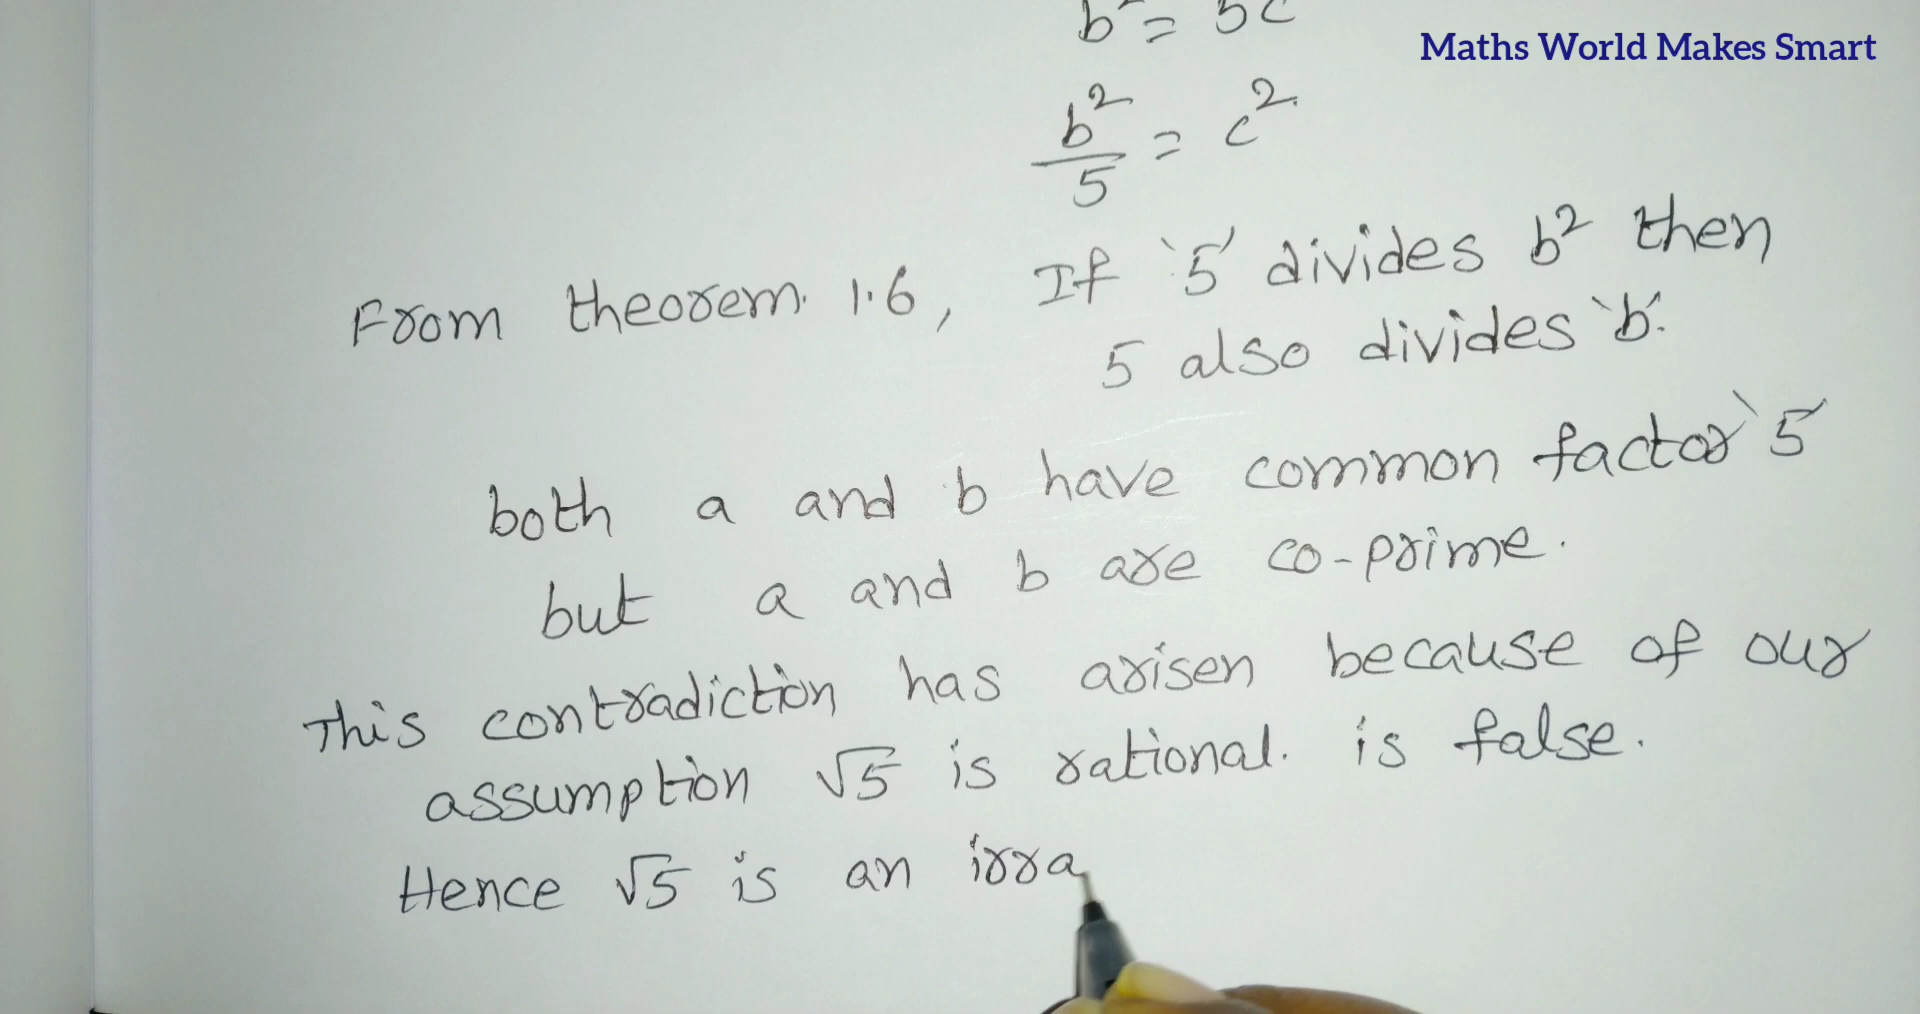 b² = 5c
Maths World Makes Smart
b²/5 = c².
From theorem. 1.6, If `5' divides b² then
5 also divides `b'.
both a and b have common factor `5'
but a and b are co-prime.
This contradiction has arisen because of our
assumption √5 is rational. is false.
Hence √5 is an irra